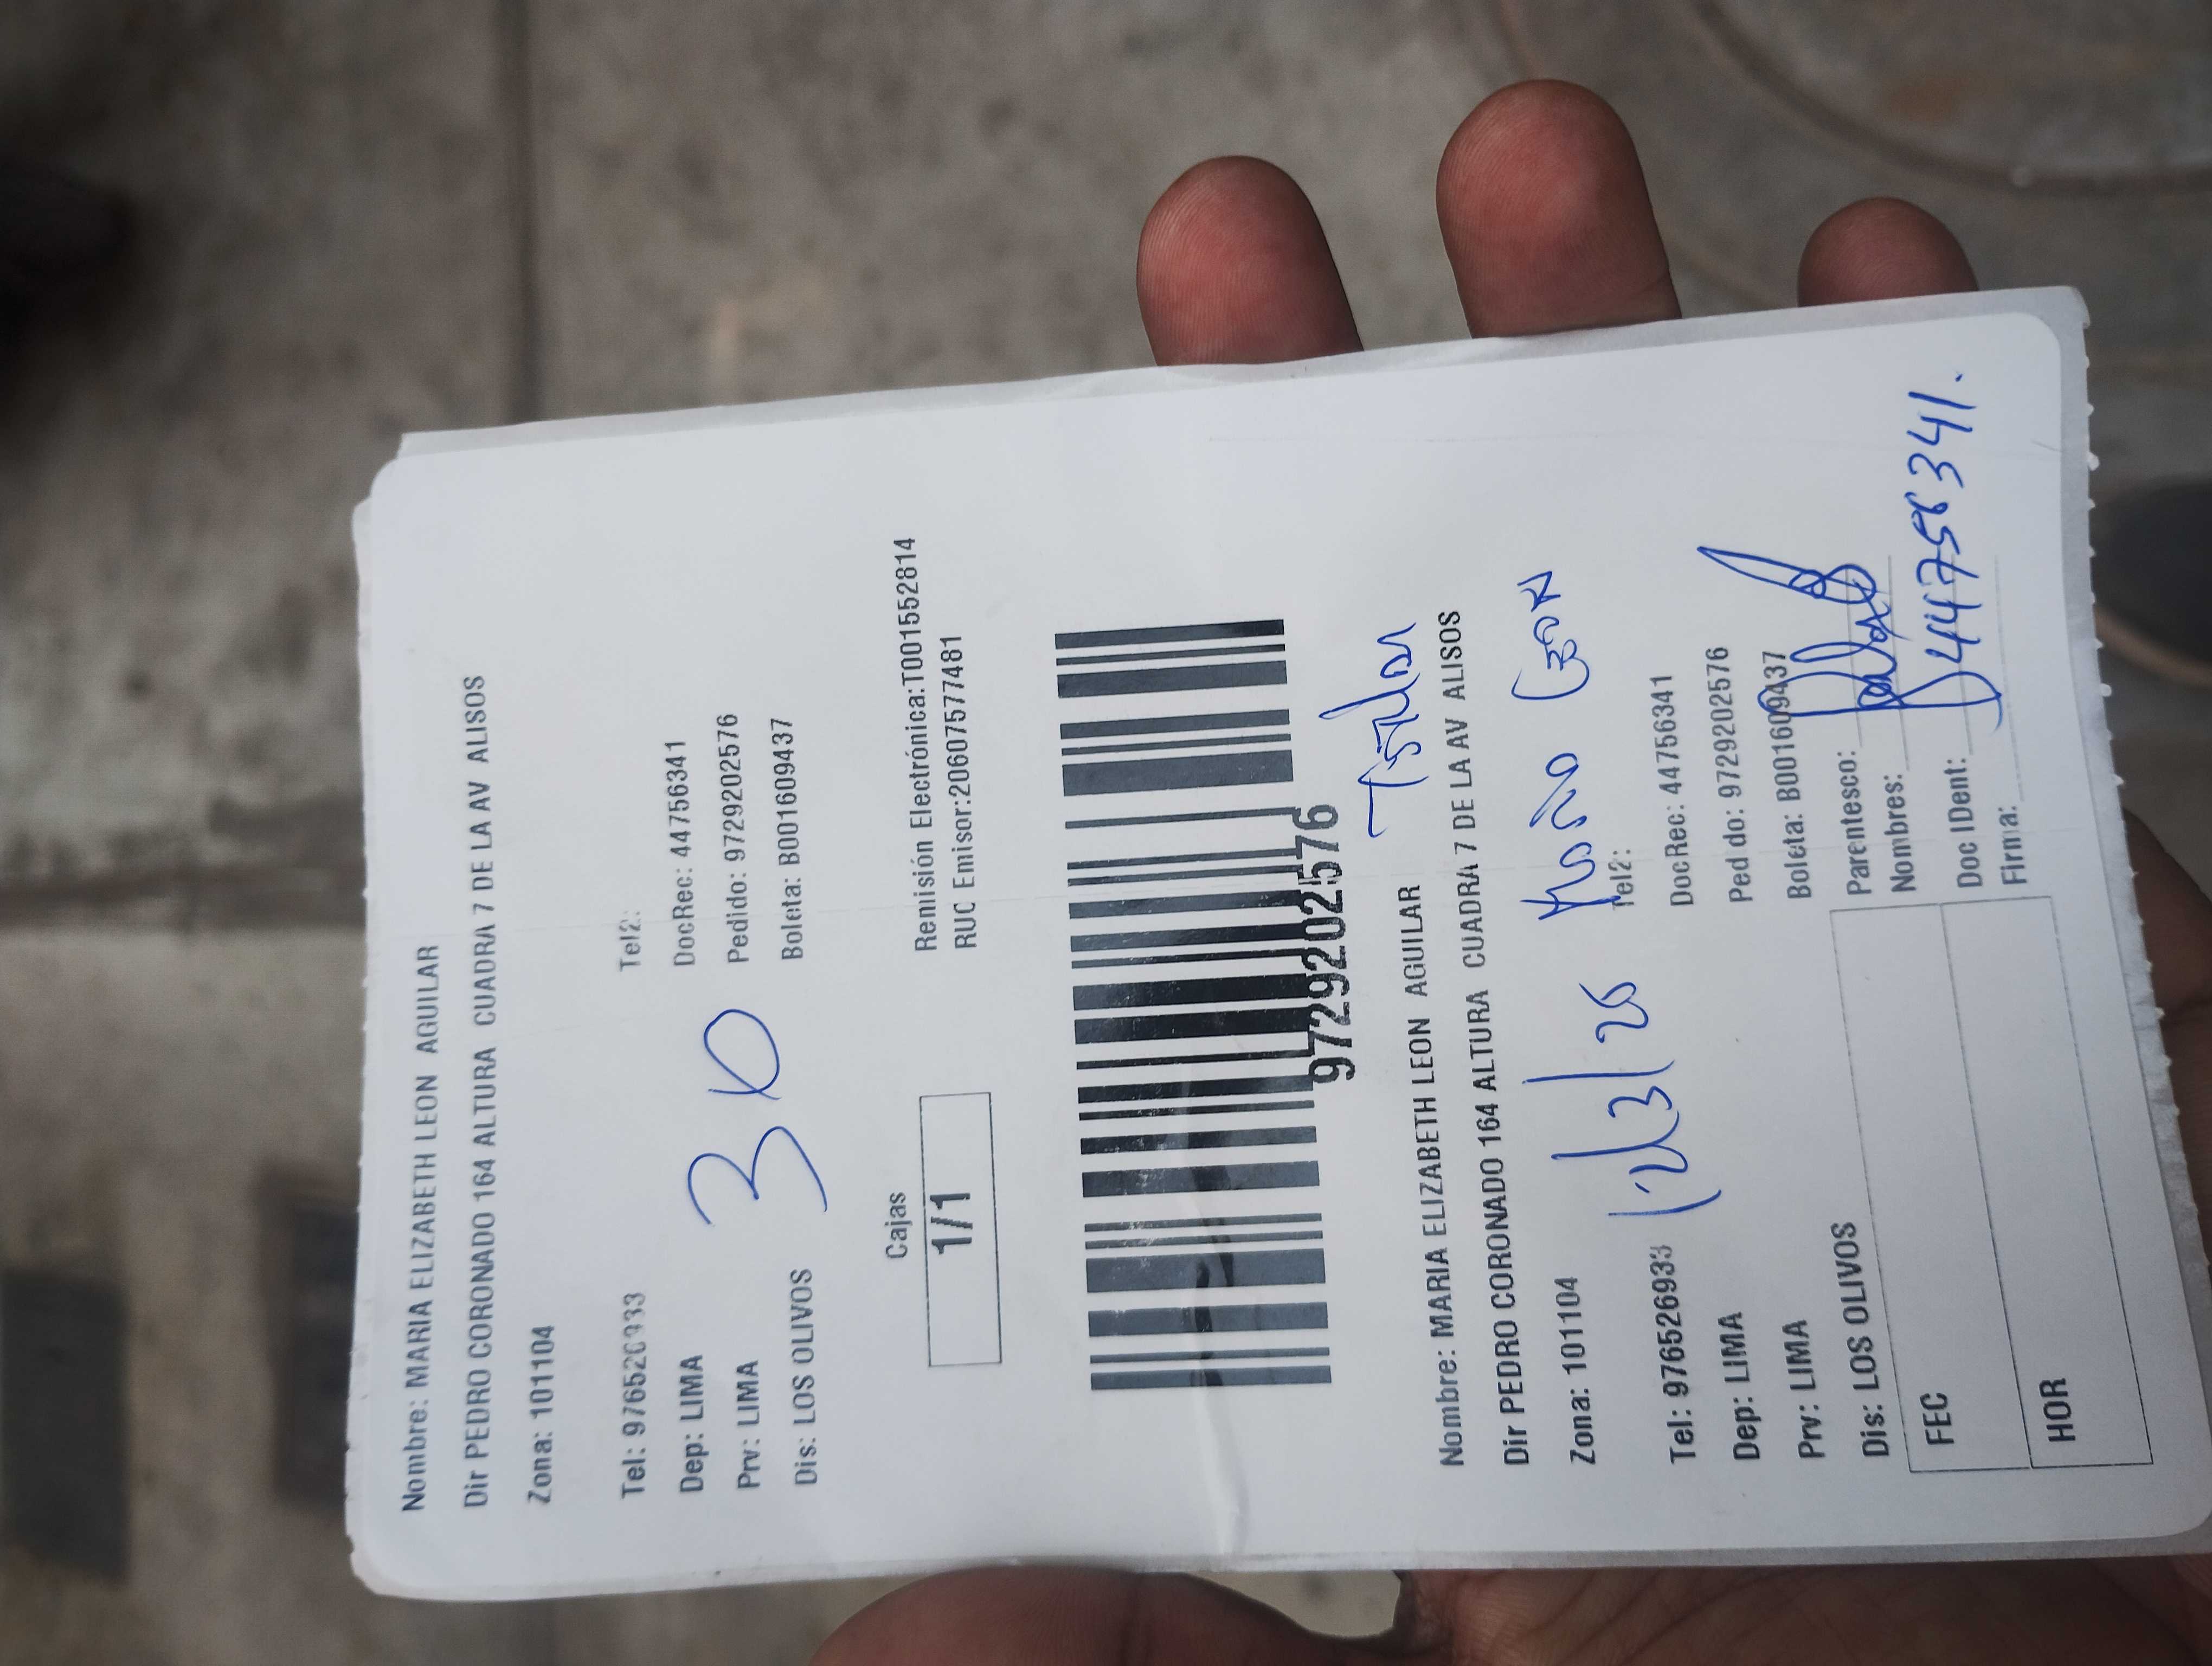 Nombre: MARIA ELIZABETH LEON AGUILAR
Dir PEDRO CORONADO 164 ALTURA CUADRA 7 DE LA AV ALISOS
Zona: 101104
Tel: 976526933 Tel2:
Dep: LIMA DocRec: 44756341
Prv: LIMA Pedido: 97292202576
Dis: LOS OLIVOS Boleta: B001609437
30
Cajas
1/1
Remisión Electrónica:T001552814
RUC Emisor:20607577481
97292202576
Nombre: MARIA ELIZABETH LEON AGUILAR
Dir PEDRO CORONADO 164 ALTURA CUADRA 7 DE LA AV ALISOS
Zona: 101104
Tel: 976526933 Tel2:
Dep: LIMA DocRec: 44756341
Prv: LIMA Ped do: 97292202576
Dis: LOS OLIVOS Boleta: B001609437
FEC Parentesco:
Nombres:
HOR Doc IDent: 44756341.
Firma: